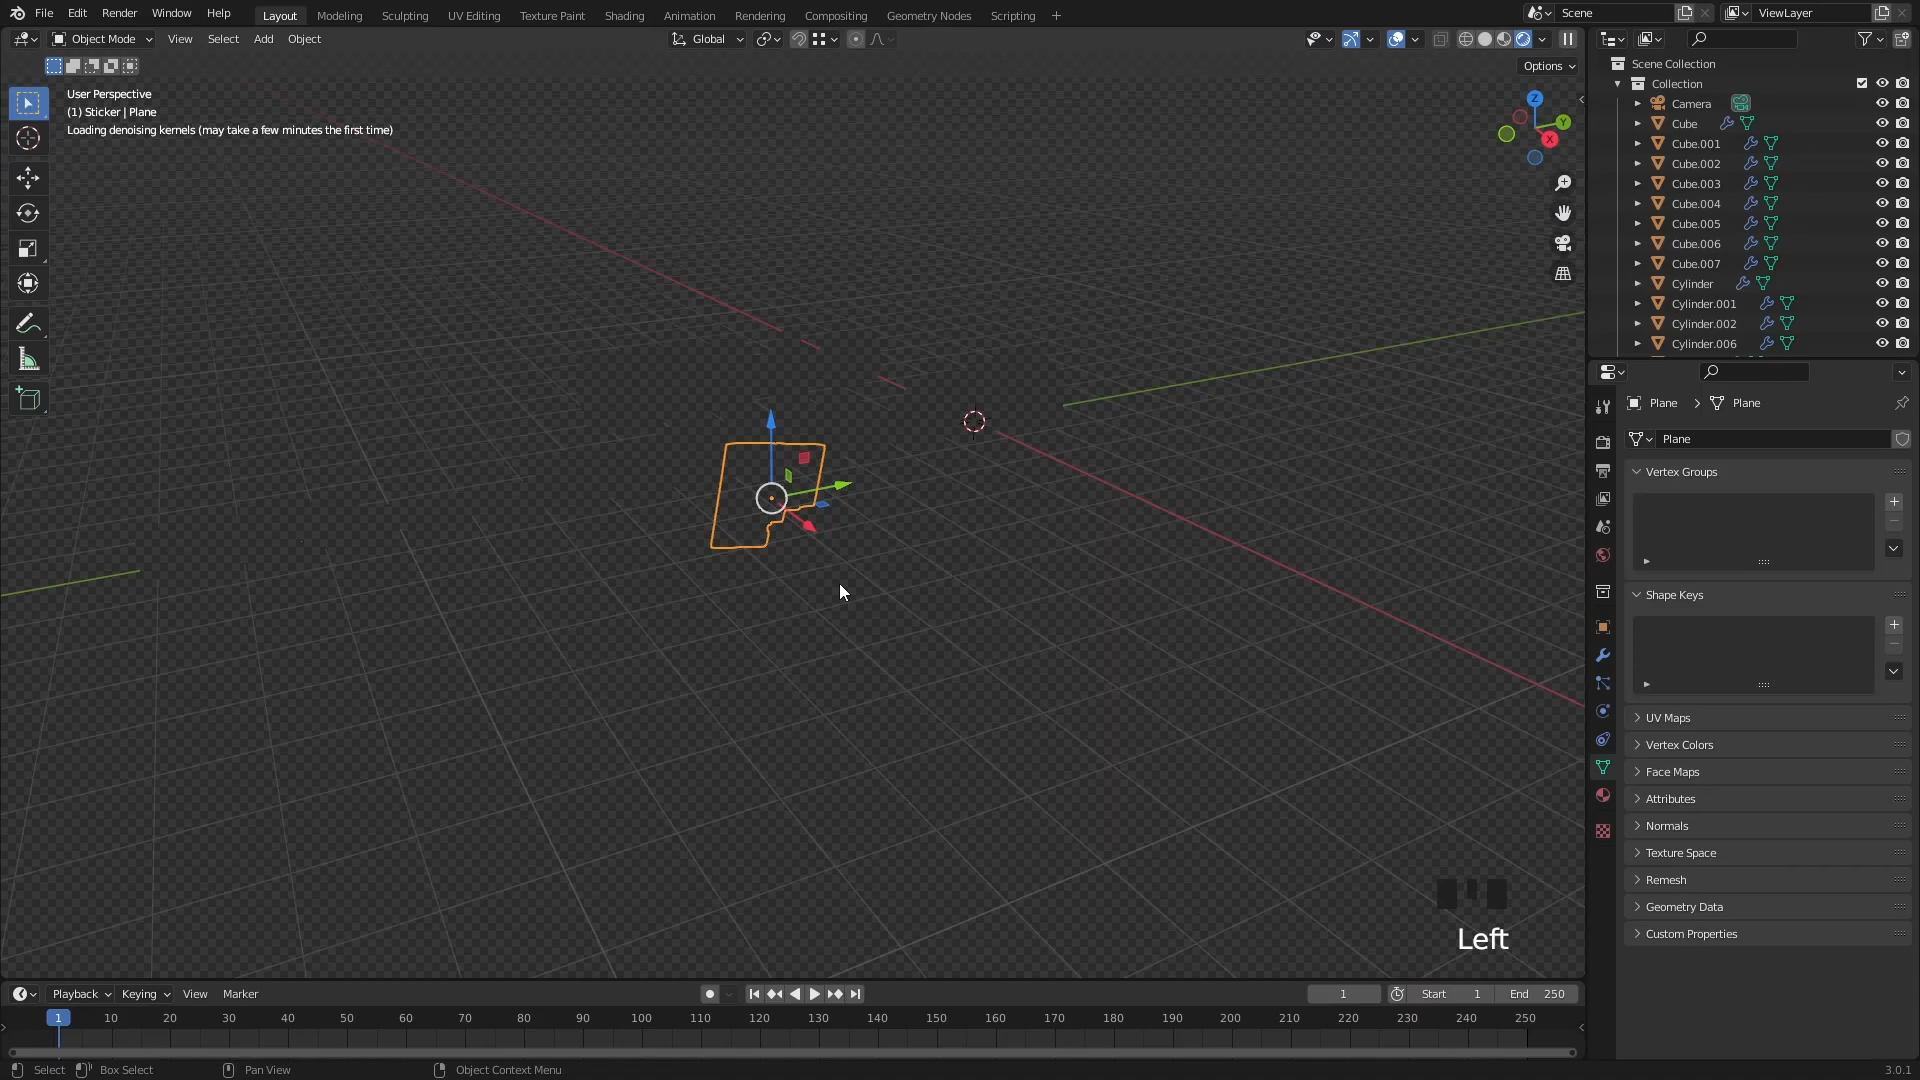 File Edit Render Window Help Layout Modeling Sculpting UV Editing Texture Paint Shading Animation Rendering Compositing Geometry Nodes Scripting + Scene ViewLayer
Object Mode View Select Add Object Global
Options
User Perspective
(1) Sticker | Plane
Loading denoising kernels (may take a few minutes the first time)
Z
Y
X
Scene Collection
Collection
Camera
Cube
Cube.001
Cube.002
Cube.003
Cube.004
Cube.005
Cube.006
Cube.007
Cylinder
Cylinder.001
Cylinder.002
Cylinder.006
Plane > Plane
Plane
Vertex Groups
Shape Keys
UV Maps
Vertex Colors
Face Maps
Attributes
Normals
Texture Space
Remesh
Geometry Data
Custom Properties
Left
Playback Keying View Marker 1 Start 1 End 250
1 10 20 30 40 50 60 70 80 90 100 110 120 130 140 150 160 170 180 190 200 210 220 230 240 250
Select Box Select Pan View Object Context Menu 3.0.1